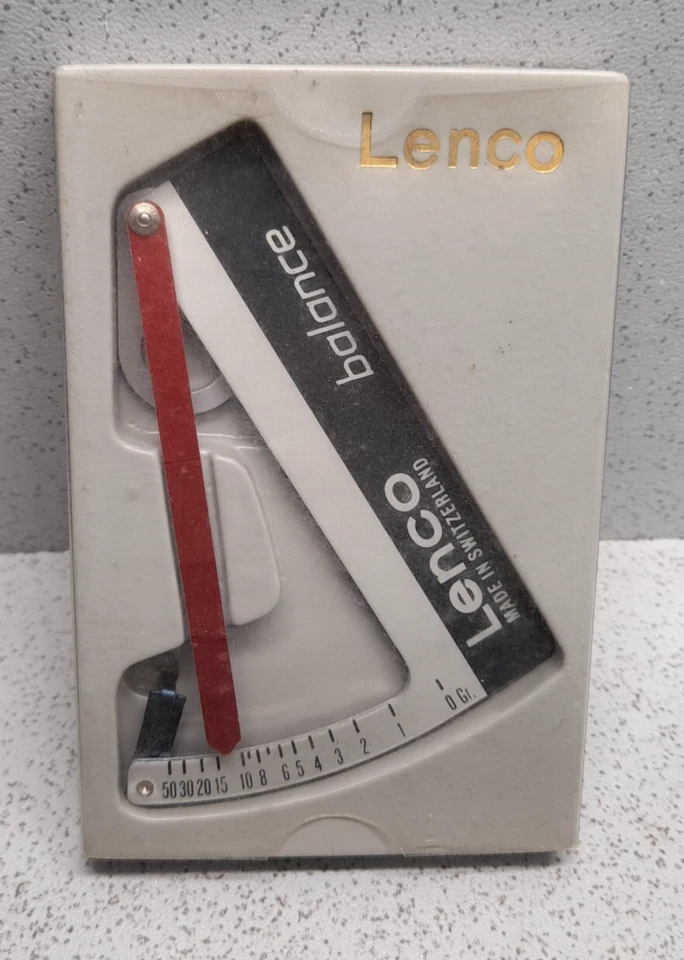 Lenco
balance
Lenco
MADE IN SWITZERLAND
50 30 20 15 10 8 6 5 4 3 2 1 0 Gr.